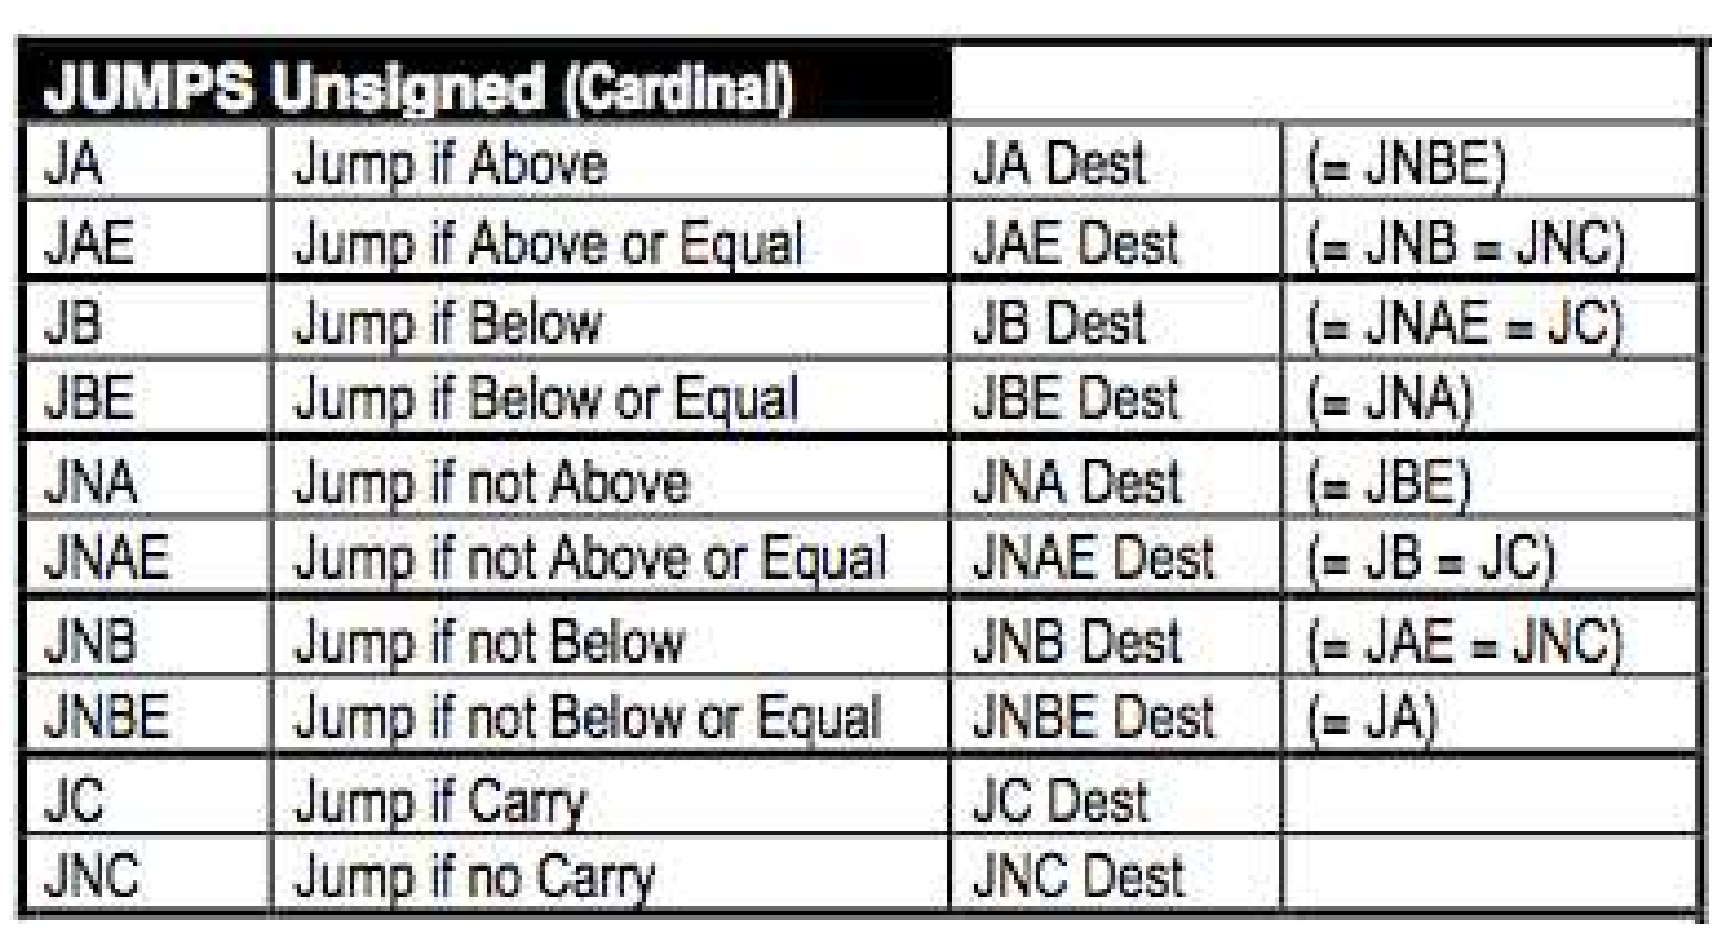 JUMPS Unsigned (Cardinal)
JA Jump if Above JA Dest (= JNBE)
JAE Jump if Above or Equal JAE Dest (= JNB = JNC)
JB Jump if Below JB Dest (= JNAE = JC)
JBE Jump if Below or Equal JBE Dest (= JNA)
JNA Jump if not Above JNA Dest (= JBE)
JNAE Jump if not Above or Equal JNAE Dest (= JB = JC)
JNB Jump if not Below JNB Dest (= JAE = JNC)
JNBE Jump if not Below or Equal JNBE Dest (= JA)
JC Jump if Carry JC Dest
JNC Jump if no Carry JNC Dest